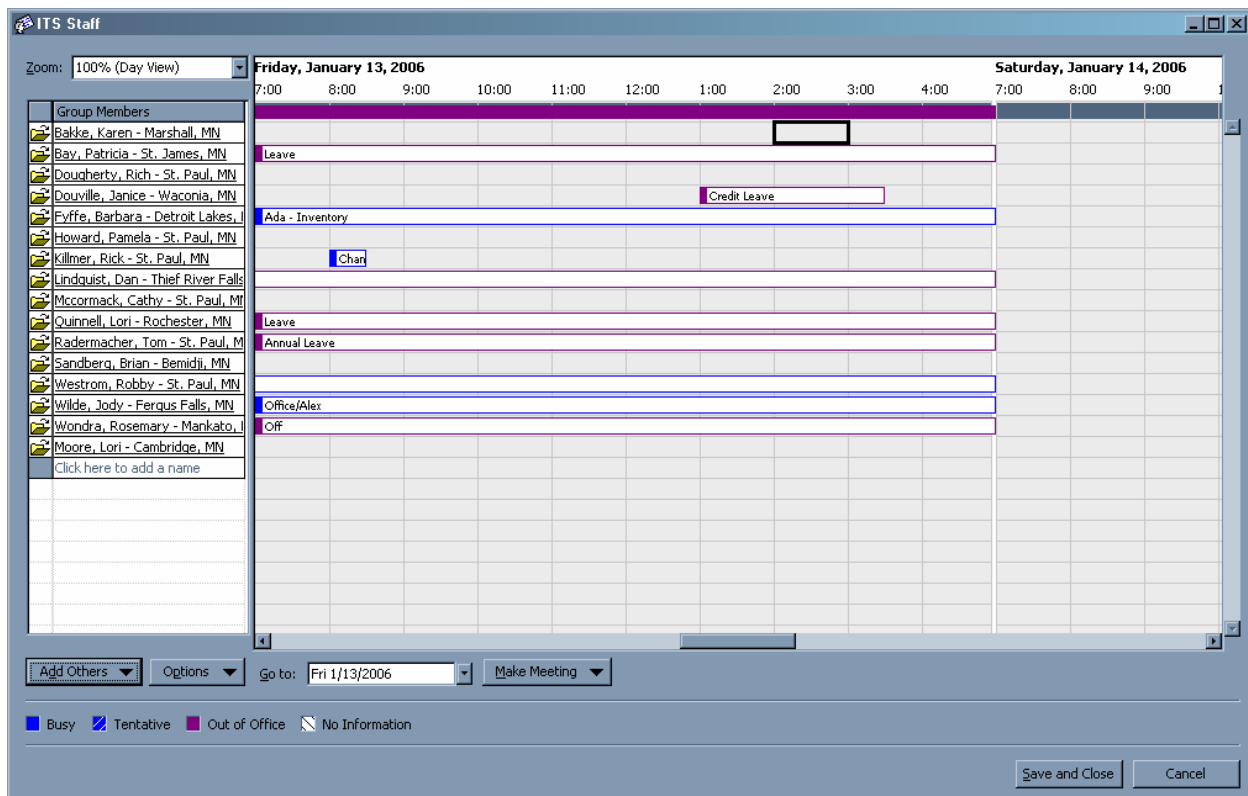 ITS Staff
Zoom: 100% (Day View)
Friday, January 13, 2006 Saturday, January 14, 2006
7:00 8:00 9:00 10:00 11:00 12:00 1:00 2:00 3:00 4:00 7:00 8:00 9:00 1
Group Members
Bakke, Karen - Marshall, MN
Bay, Patricia - St. James, MN Leave
Dougherty, Rich - St. Paul, MN
Douville, Janice - Waconia, MN Credit Leave
Fyffe, Barbara - Detroit Lakes, Ada - Inventory
Howard, Pamela - St. Paul, MN
Killmer, Rick - St. Paul, MN Chan
Lindquist, Dan - Thief River Falls
Mccormack, Cathy - St. Paul, M
Quinnell, Lori - Rochester, MN Leave
Radermacher, Tom - St. Paul, M Annual Leave
Sandberg, Brian - Bemidji, MN
Westrom, Robby - St. Paul, MN
Wilde, Jody - Fergus Falls, MN Office/Alex
Wondra, Rosemary - Mankato, Off
Moore, Lori - Cambridge, MN
Click here to add a name
Add Others Options Go to: Fri 1/13/2006 Make Meeting
Busy Tentative Out of Office No Information
Save and Close Cancel